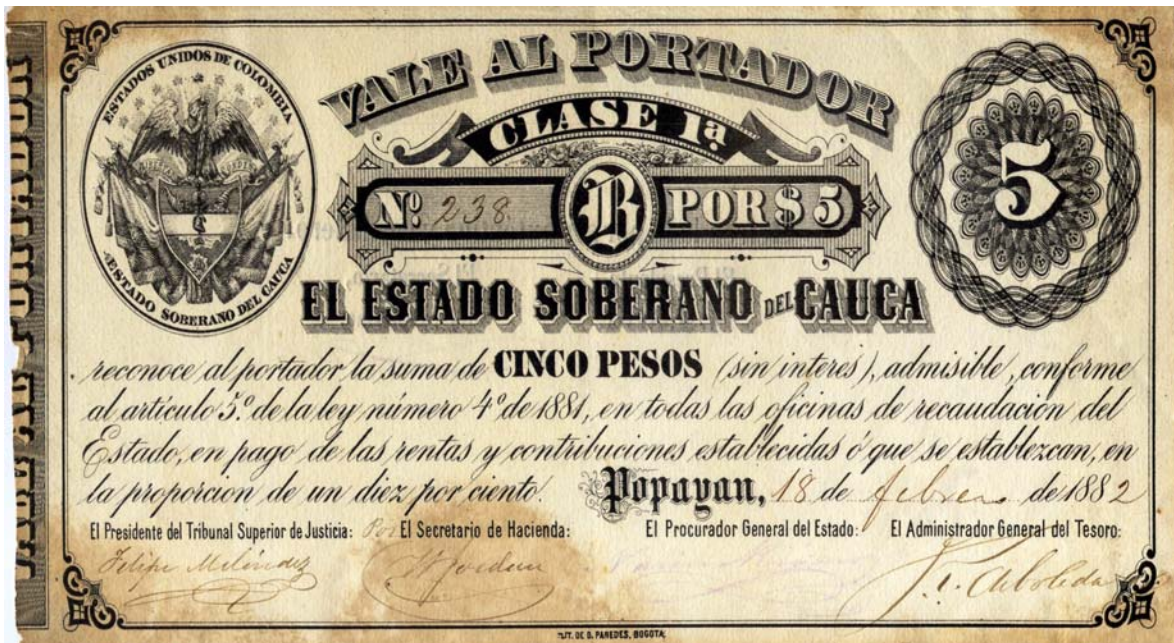 VALE AL PORTADOR
VALE AL PORTADOR
CLASE 1ª
ESTADOS UNIDOS DE COLOMBIA
ESTADO SOBERANO DEL CAUCA
Nº 238. B POR $ 5
5
EL ESTADO SOBERANO DEL CAUCA
reconoce al portador la suma de CINCO PESOS (sin interes), admisible, conforme
al artículo 5.º de la ley número 4º de 1881, en todas las oficinas de recaudacion del
Estado, en pago de las rentas y contribuciones establecidas ó que se establezcan, en
la proporcion de un diez por ciento. Popayan, 18 de febrero de 1882
El Presidente del Tribunal Superior de Justicia: Por El Secretario de Hacienda: El Procurador General del Estado: El Administrador General del Tesoro:
Felipe Meléndez
LIT. DE D. PAREDES, BOGOTA